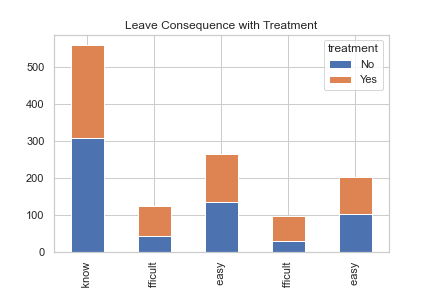 Leave Consequence with Treatment
treatment
No
Yes
500
400
300
200
100
0
know
fficult
easy
fficult
easy